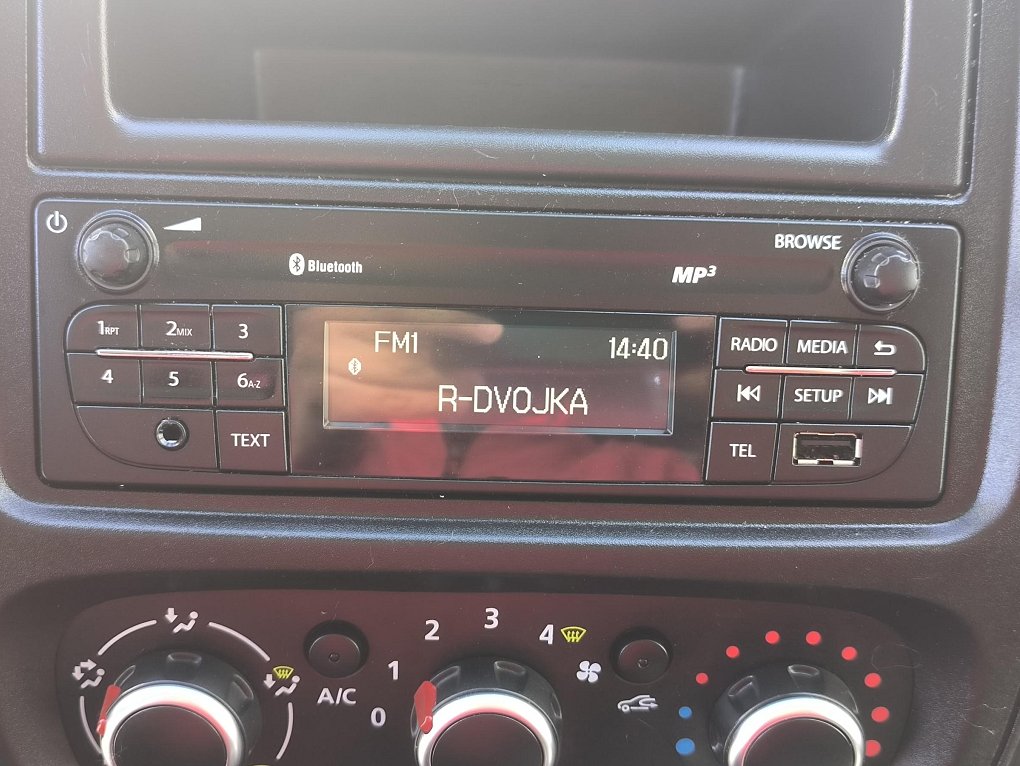 BROWSE
Bluetooth
MP3
1RPT
2MIX
3
4
5
6A-Z
TEXT
FM1
14:40
R-DVOJKA
RADIO
MEDIA
SETUP
TEL
A/C
0
1
2
3
4